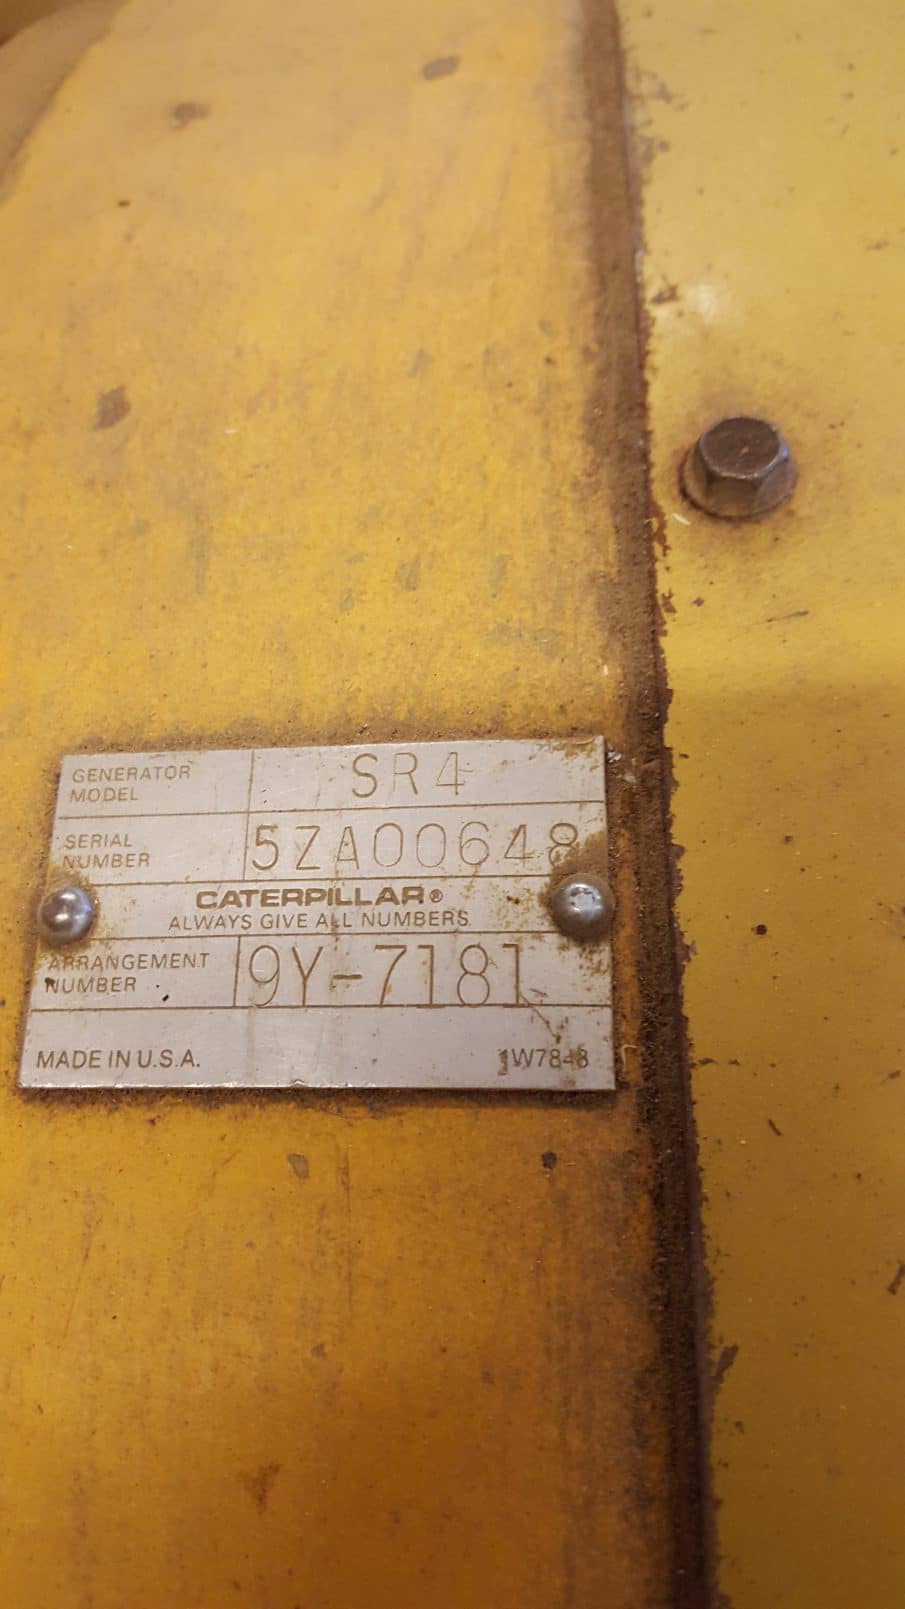 GENERATOR MODEL SR4
SERIAL NUMBER 5ZA00648
CATERPILLAR®
ALWAYS GIVE ALL NUMBERS
ARRANGEMENT NUMBER 9Y-7181
MADE IN U.S.A. 1W7848